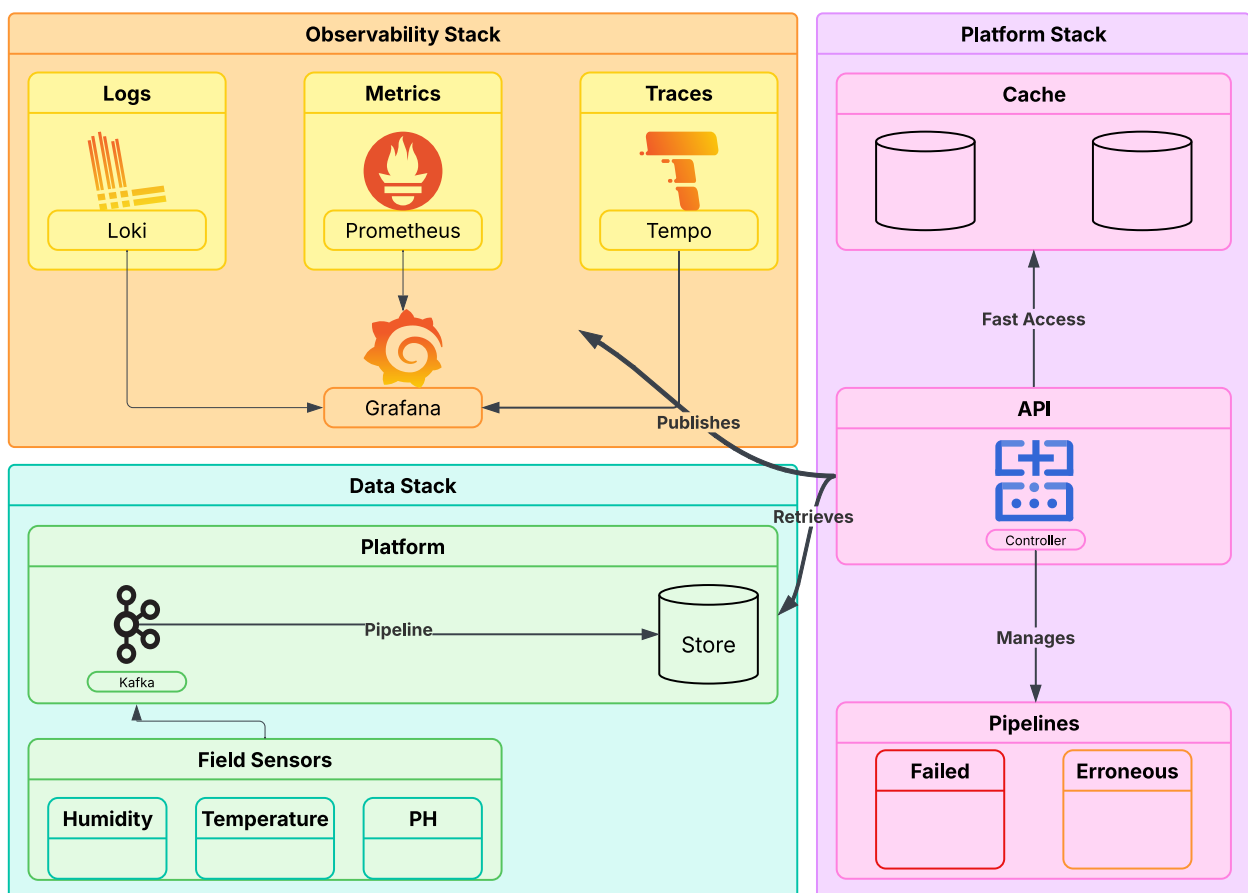 Observability Stack
Logs
Metrics
Traces
Loki
Prometheus
Tempo
Grafana
Publishes
Data Stack
Retrieves
Platform
Pipeline
Store
Kafka
Field Sensors
Humidity
Temperature
PH
Platform Stack
Cache
Fast Access
API
Controller
Manages
Pipelines
Failed
Erroneous